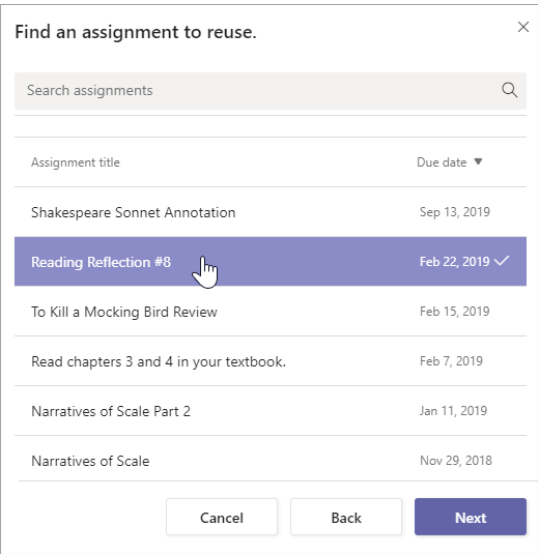 Find an assignment to reuse.
Search assignments
Assignment title Due date ▼
Shakespeare Sonnet Annotation Sep 13, 2019
Reading Reflection #8 Feb 22, 2019
To Kill a Mocking Bird Review Feb 15, 2019
Read chapters 3 and 4 in your textbook. Feb 7, 2019
Narratives of Scale Part 2 Jan 11, 2019
Narratives of Scale Nov 29, 2018
Cancel Back Next